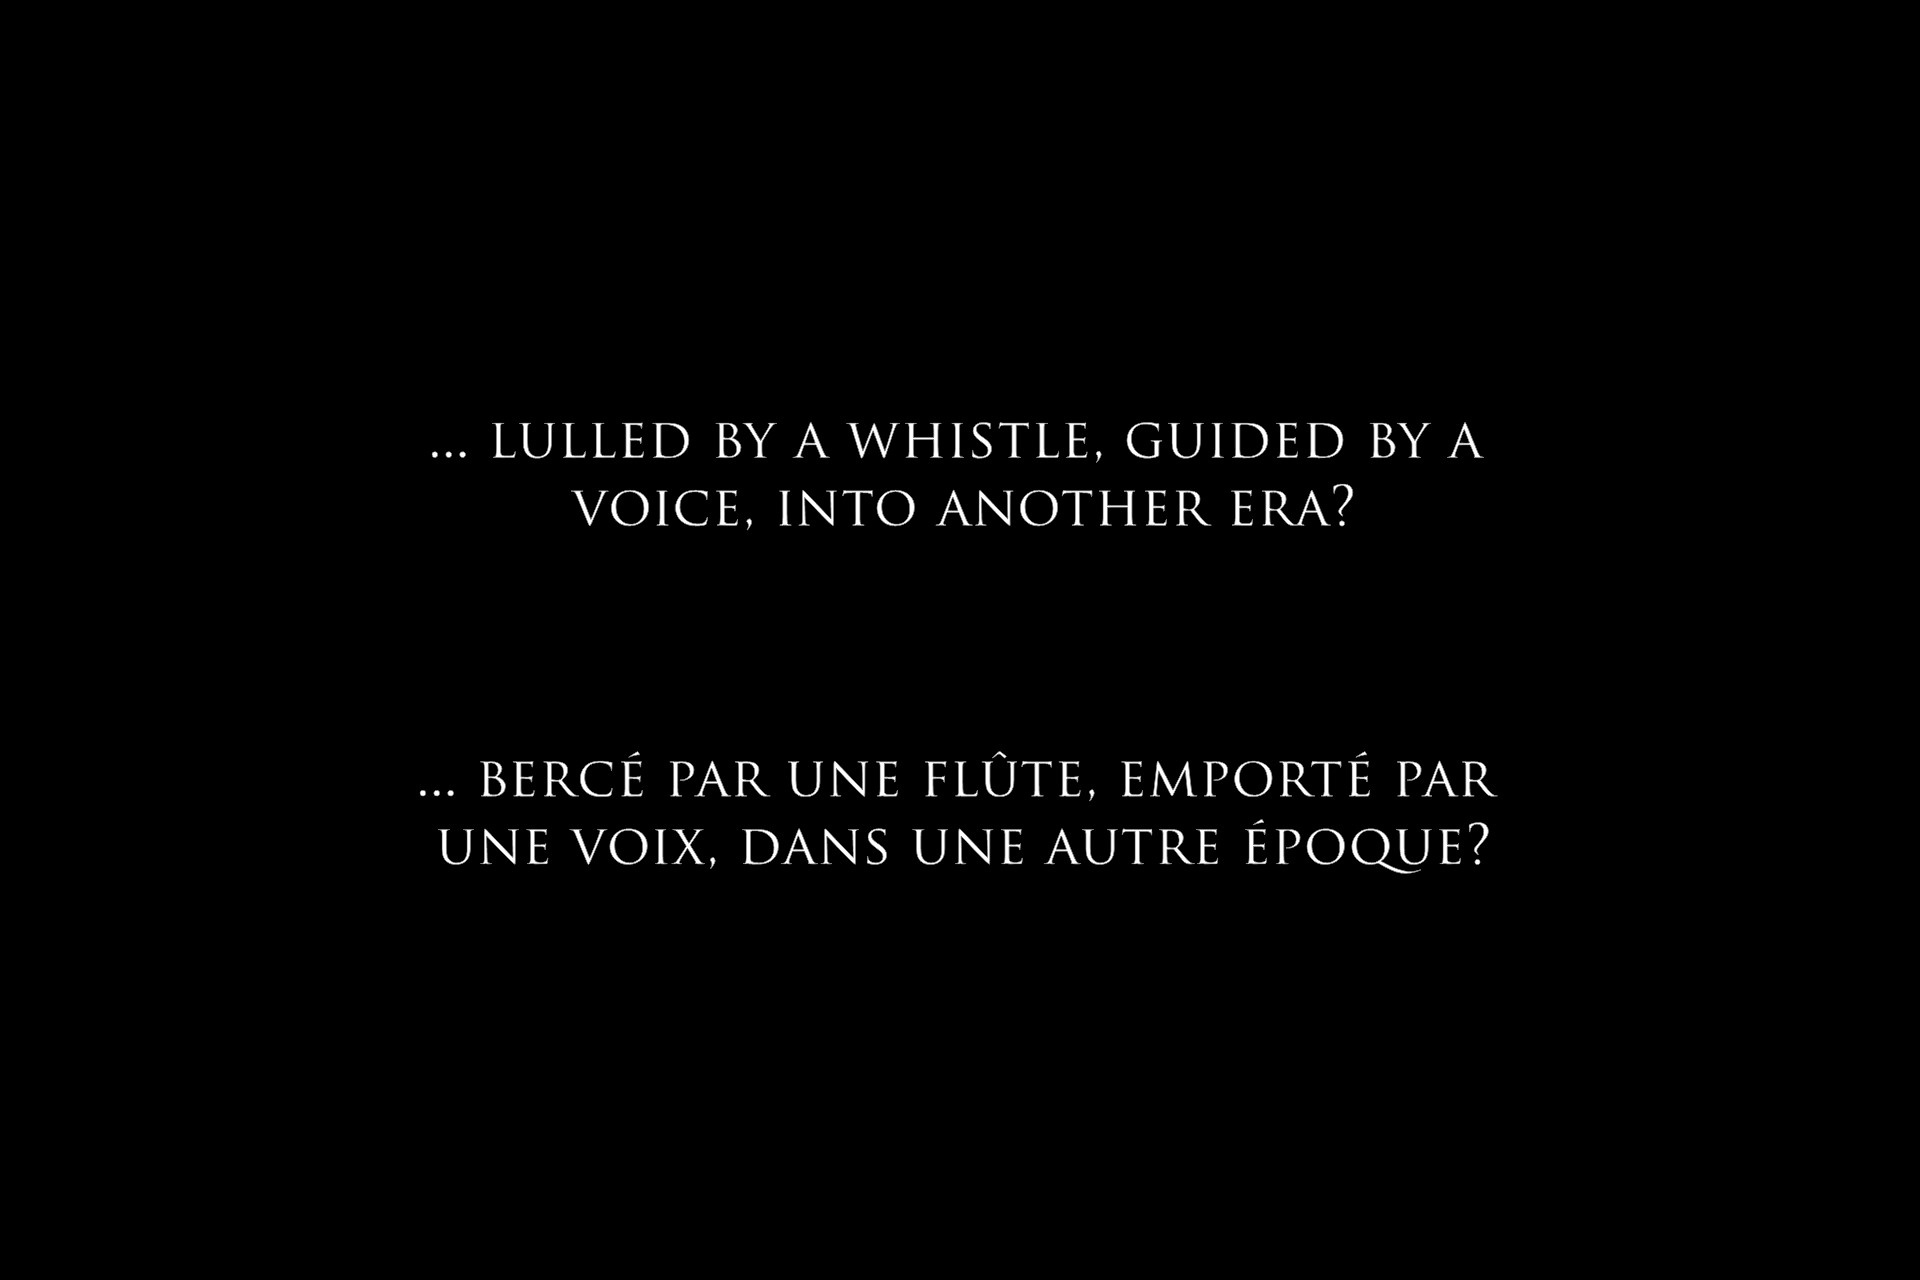 ... LULLED BY A WHISTLE, GUIDED BY A
VOICE, INTO ANOTHER ERA?
... BERCÉ PAR UNE FLÛTE, EMPORTÉ PAR
UNE VOIX, DANS UNE AUTRE ÉPOQUE?